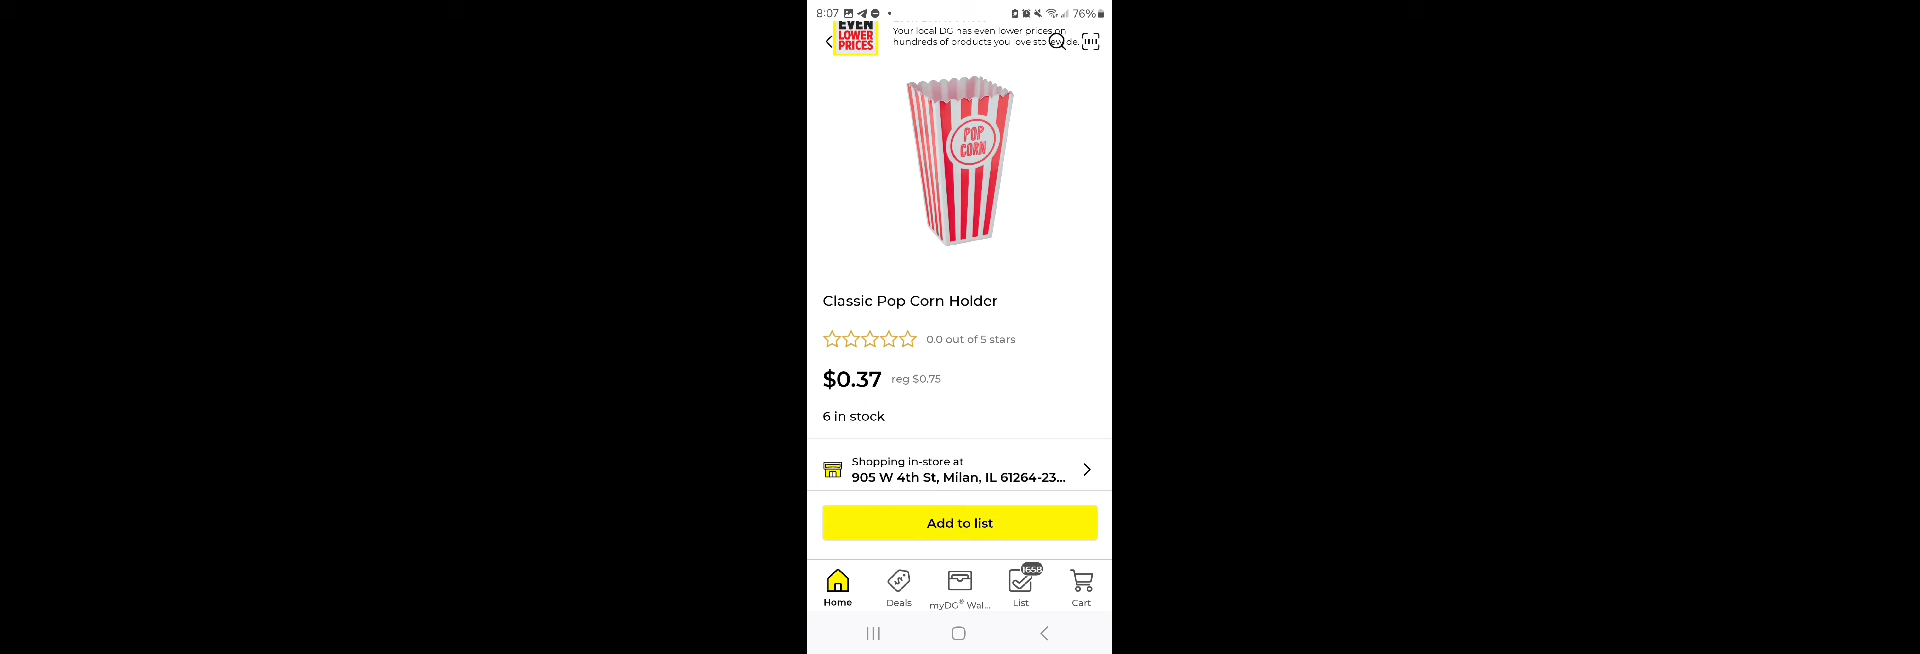 8:07
76%
EVEN
LOWER
PRICES
Your local DG has even lower prices on
hundreds of products you love storewide.
POP
CORN
Classic Pop Corn Holder
0.0 out of 5 stars
$0.37 reg $0.75
6 in stock
Shopping in-store at
905 W 4th St, Milan, IL 61264-23...
Add to list
1658
Home
Deals
myDG® Wal...
List
Cart